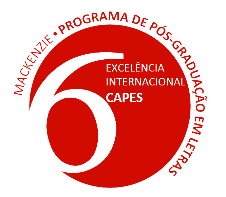 MACKENZIE • PROGRAMA DE PÓS-GRADUAÇÃO EM LETRAS
6
EXCELÊNCIA
INTERNACIONAL
CAPES